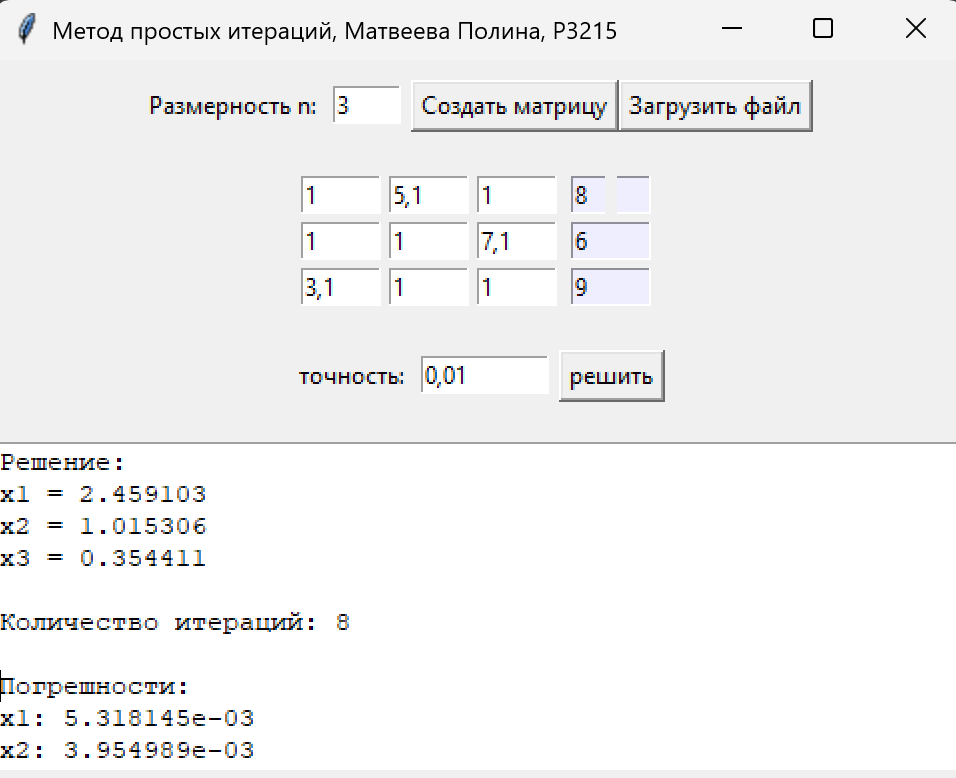 Метод простых итераций, Матвеева Полина, P3215
Размерность n: 3 Создать матрицу Загрузить файл
1 5,1 1 8
1 1 7,1 6
3,1 1 1 9
точность: 0,01 решить
Решение:
x1 = 2.459103
x2 = 1.015306
x3 = 0.354411
Количество итераций: 8
Погрешности:
x1: 5.318145e-03
x2: 3.954989e-03